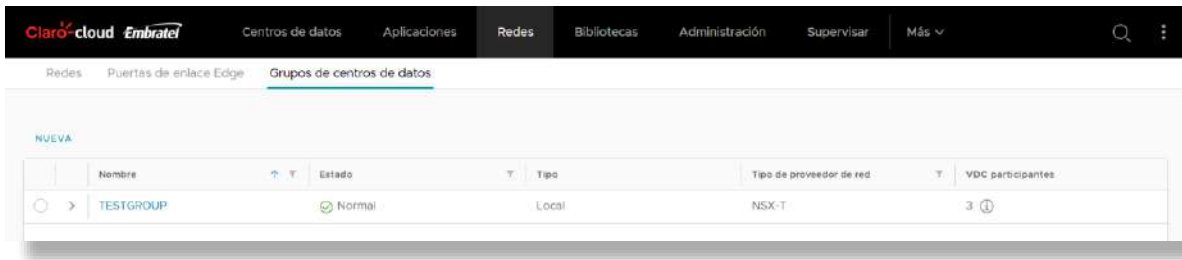 Claro-cloud Embratel Centros de datos Aplicaciones Redes Bibliotecas Administración Supervisar Más
Redes Puertas de enlace Edge Grupos de centros de datos
NUEVA
Nombre Estado Tipo Tipo de proveedor de red VDC participantes
TESTGROUP Normal Local NSX-T 3